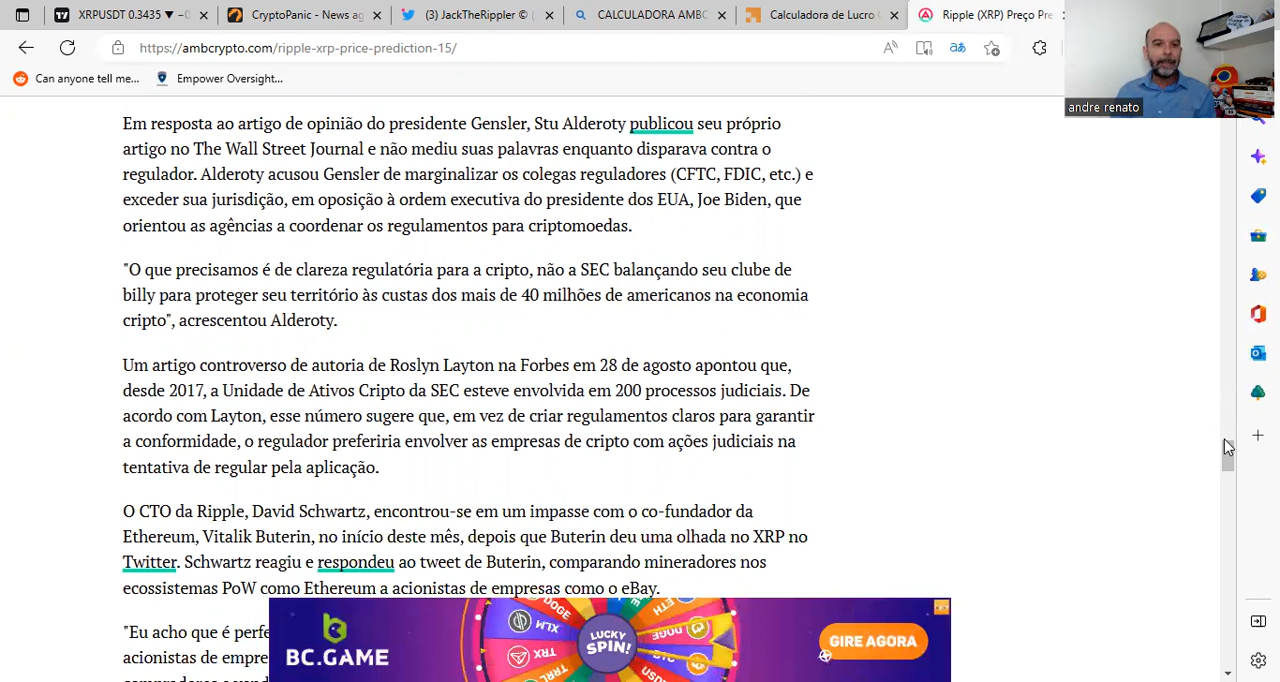 XRPUSDT 0.3435 ▼ −0
CryptoPanic - News ag
(3) JackTheRippler © (
CALCULADORA AMBC
Calculadora de Lucro
Ripple (XRP) Preço Pre
https://ambcrypto.com/ripple-xrp-price-prediction-15/
Can anyone tell me...
Empower Oversight...
andre renato
Em resposta ao artigo de opinião do presidente Gensler, Stu Alderoty publicou seu próprio
artigo no The Wall Street Journal e não mediu suas palavras enquanto disparava contra o
regulador. Alderoty acusou Gensler de marginalizar os colegas reguladores (CFTC, FDIC, etc.) e
exceder sua jurisdição, em oposição à ordem executiva do presidente dos EUA, Joe Biden, que
orientou as agências a coordenar os regulamentos para criptomoedas.
"O que precisamos é de clareza regulatória para a cripto, não a SEC balançando seu clube de
billy para proteger seu território às custas dos mais de 40 milhões de americanos na economia
cripto", acrescentou Alderoty.
Um artigo controverso de autoria de Roslyn Layton na Forbes em 28 de agosto apontou que,
desde 2017, a Unidade de Ativos Cripto da SEC esteve envolvida em 200 processos judiciais. De
acordo com Layton, esse número sugere que, em vez de criar regulamentos claros para garantir
a conformidade, o regulador preferiria envolver as empresas de cripto com ações judiciais na
tentativa de regular pela aplicação.
O CTO da Ripple, David Schwartz, encontrou-se em um impasse com o co-fundador da
Ethereum, Vitalik Buterin, no início deste mês, depois que Buterin deu uma olhada no XRP no
Twitter. Schwartz reagiu e respondeu ao tweet de Buterin, comparando mineradores nos
ecossistemas PoW como Ethereum a acionistas de empresas como o eBay.
"Eu acho que é perfe
acionistas de empre
BC.GAME
DOGE
ETH
XLM
TRX
LUCKY
SPIN!
GIRE AGORA